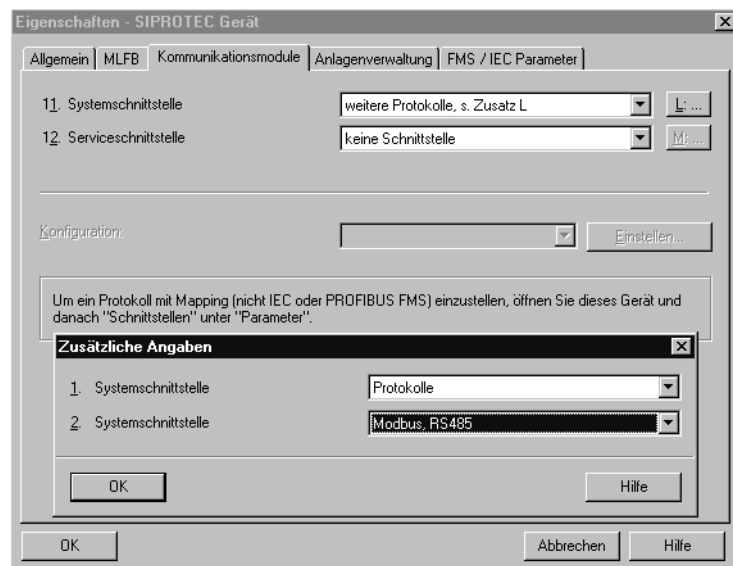 Eigenschaften - SIPROTEC Gerät
Allgemein MLFB Kommunikationsmodule Anlagenverwaltung FMS / IEC Parameter
11. Systemschnittstelle weitere Protokolle, s. Zusatz L L: ...
12. Serviceschnittstelle keine Schnittstelle M: ...
Konfiguration: Einstellen...
Um ein Protokoll mit Mapping (nicht IEC oder PROFIBUS FMS) einzustellen, öffnen Sie dieses Gerät und
danach "Schnittstellen" unter "Parameter".
Zusätzliche Angaben
1. Systemschnittstelle Protokolle
2. Systemschnittstelle Modbus, RS485
OK Hilfe
OK Abbrechen Hilfe